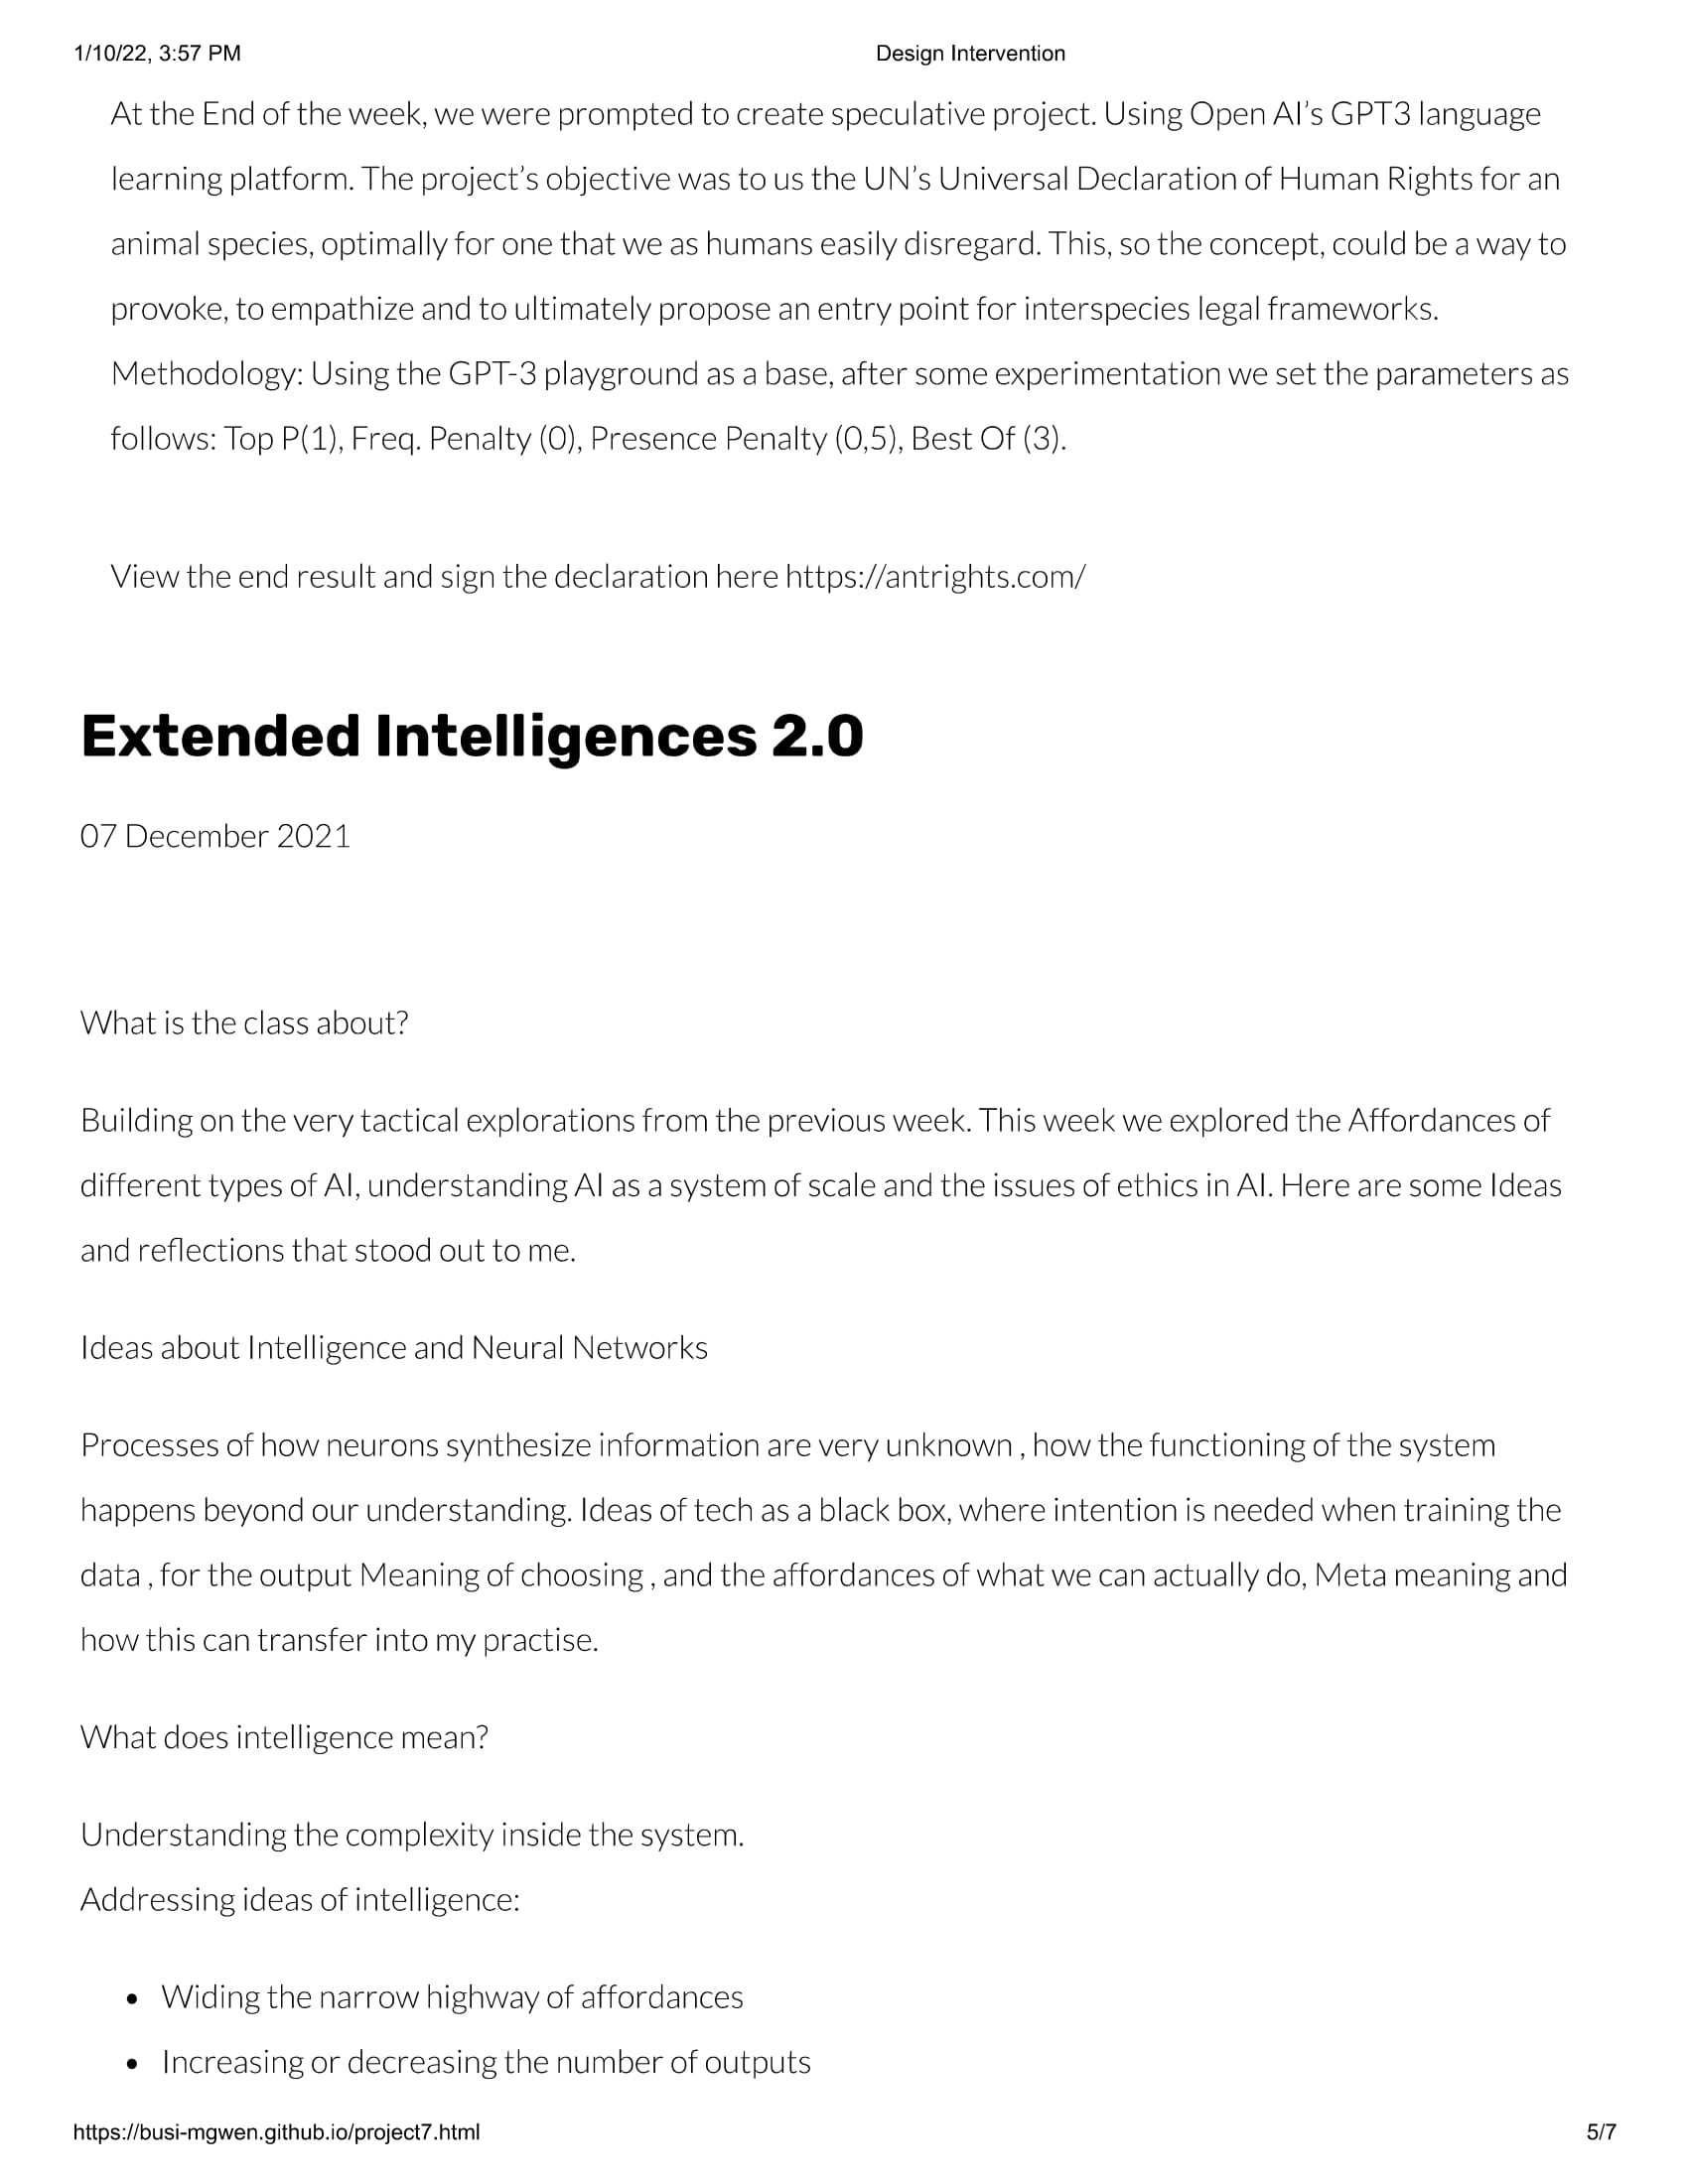 1/10/22, 3:57 PM Design Intervention
At the End of the week, we were prompted to create speculative project. Using Open AI’s GPT3 language
learning platform. The project’s objective was to us the UN’s Universal Declaration of Human Rights for an
animal species, optimally for one that we as humans easily disregard. This, so the concept, could be a way to
provoke, to empathize and to ultimately propose an entry point for interspecies legal frameworks.
Methodology: Using the GPT-3 playground as a base, after some experimentation we set the parameters as
follows: Top P(1), Freq. Penalty (0), Presence Penalty (0,5), Best Of (3).
View the end result and sign the declaration here https://antrights.com/
Extended Intelligences 2.0
07 December 2021
What is the class about?
Building on the very tactical explorations from the previous week. This week we explored the Affordances of
different types of AI, understanding AI as a system of scale and the issues of ethics in AI. Here are some Ideas
and reflections that stood out to me.
Ideas about Intelligence and Neural Networks
Processes of how neurons synthesize information are very unknown , how the functioning of the system
happens beyond our understanding. Ideas of tech as a black box, where intention is needed when training the
data , for the output Meaning of choosing , and the affordances of what we can actually do, Meta meaning and
how this can transfer into my practise.
What does intelligence mean?
Understanding the complexity inside the system.
Addressing ideas of intelligence:
• Widing the narrow highway of affordances
• Increasing or decreasing the number of outputs
https://busi-mgwen.github.io/project7.html 5/7